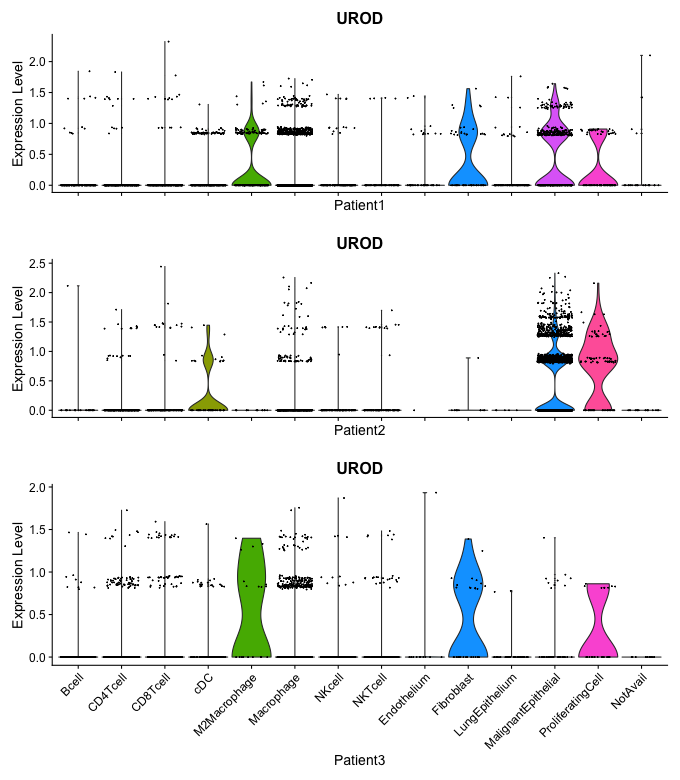 UROD
Expression Level
2.0
1.5
1.0
0.5
0.0
Patient1
UROD
Expression Level
2.5
2.0
1.5
1.0
0.5
0.0
Patient2
UROD
Expression Level
2.0
1.5
1.0
0.5
0.0
Bcell
CD4Tcell
CD8Tcell
cDC
M2Macrophage
Macrophage
NKcell
NKTcell
Endothelium
Fibroblast
LungEpithelium
MalignantEpithelial
ProliferatingCell
NotAvail
Patient3